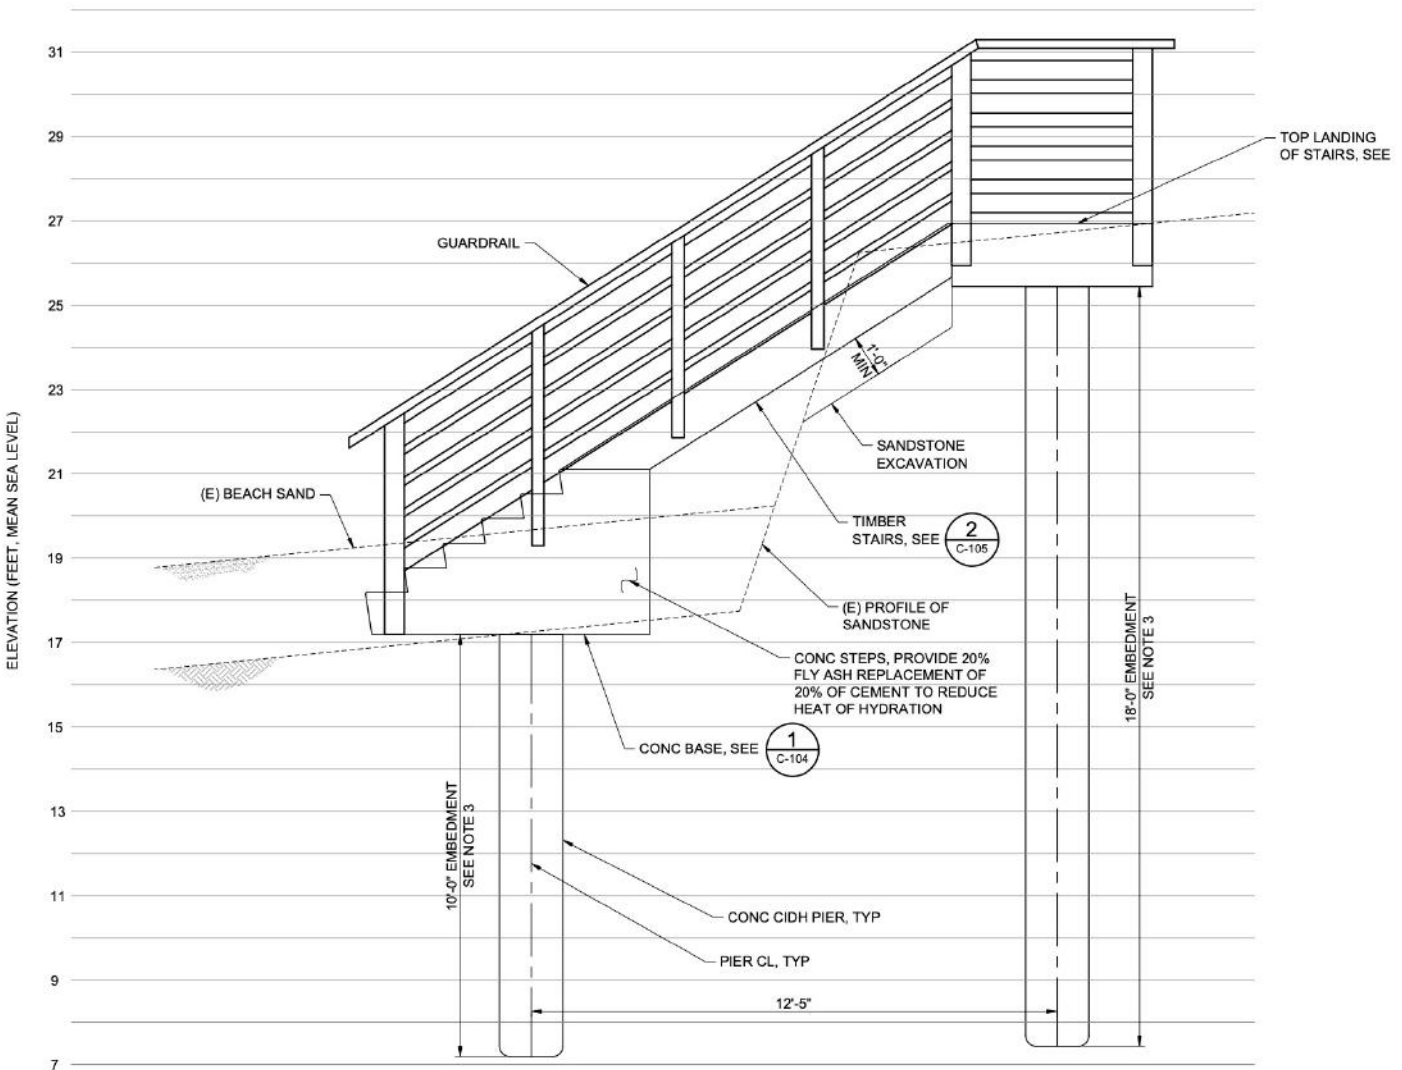 31
29
27
25
23
21
19
17
15
13
11
9
7
ELEVATION (FEET, MEAN SEA LEVEL)
TOP LANDING
OF STAIRS, SEE
GUARDRAIL
1'-0"
MIN
SANDSTONE
EXCAVATION
(E) BEACH SAND
TIMBER
STAIRS, SEE
2
C-105
(E) PROFILE OF
SANDSTONE
CONC STEPS, PROVIDE 20%
FLY ASH REPLACEMENT OF
20% OF CEMENT TO REDUCE
HEAT OF HYDRATION
CONC BASE, SEE
1
C-104
18'-0" EMBEDMENT
SEE NOTE 3
10'-0" EMBEDMENT
SEE NOTE 3
CONC CIDH PIER, TYP
PIER CL, TYP
12'-5"